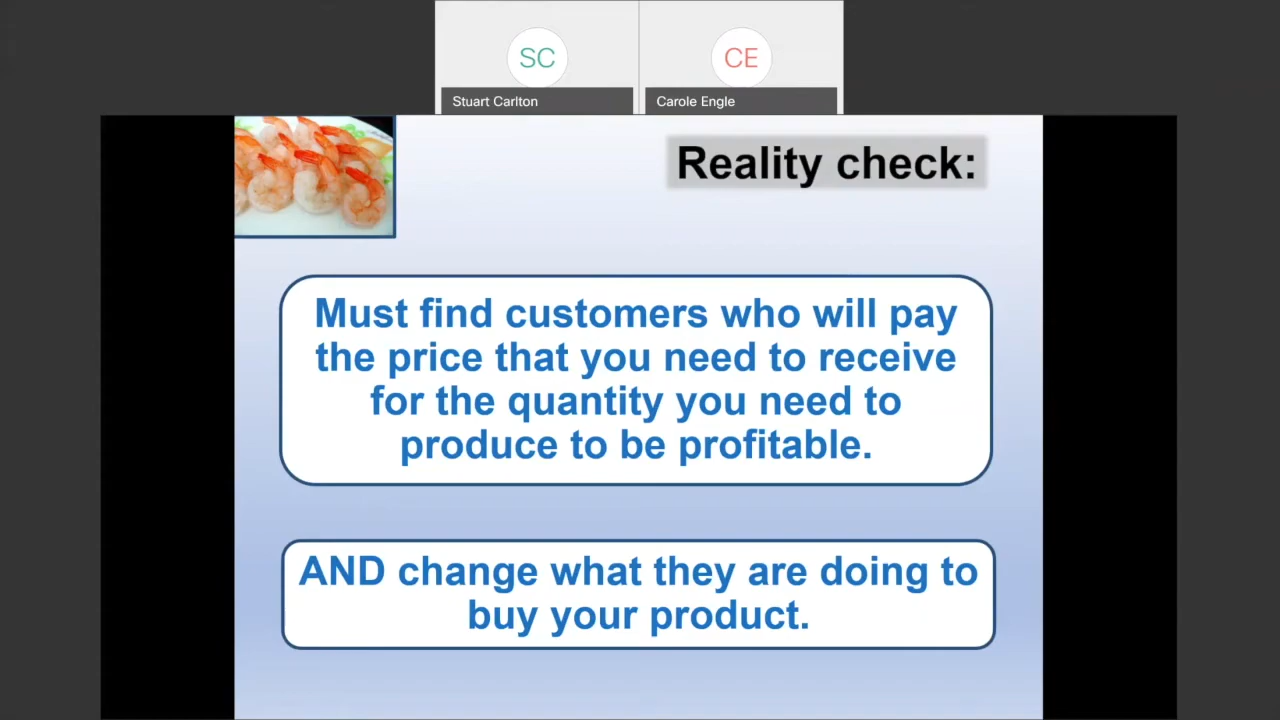 SC
CE
Stuart Carlton
Carole Engle
Reality check:
Must find customers who will pay
the price that you need to receive
for the quantity you need to
produce to be profitable.
AND change what they are doing to
buy your product.